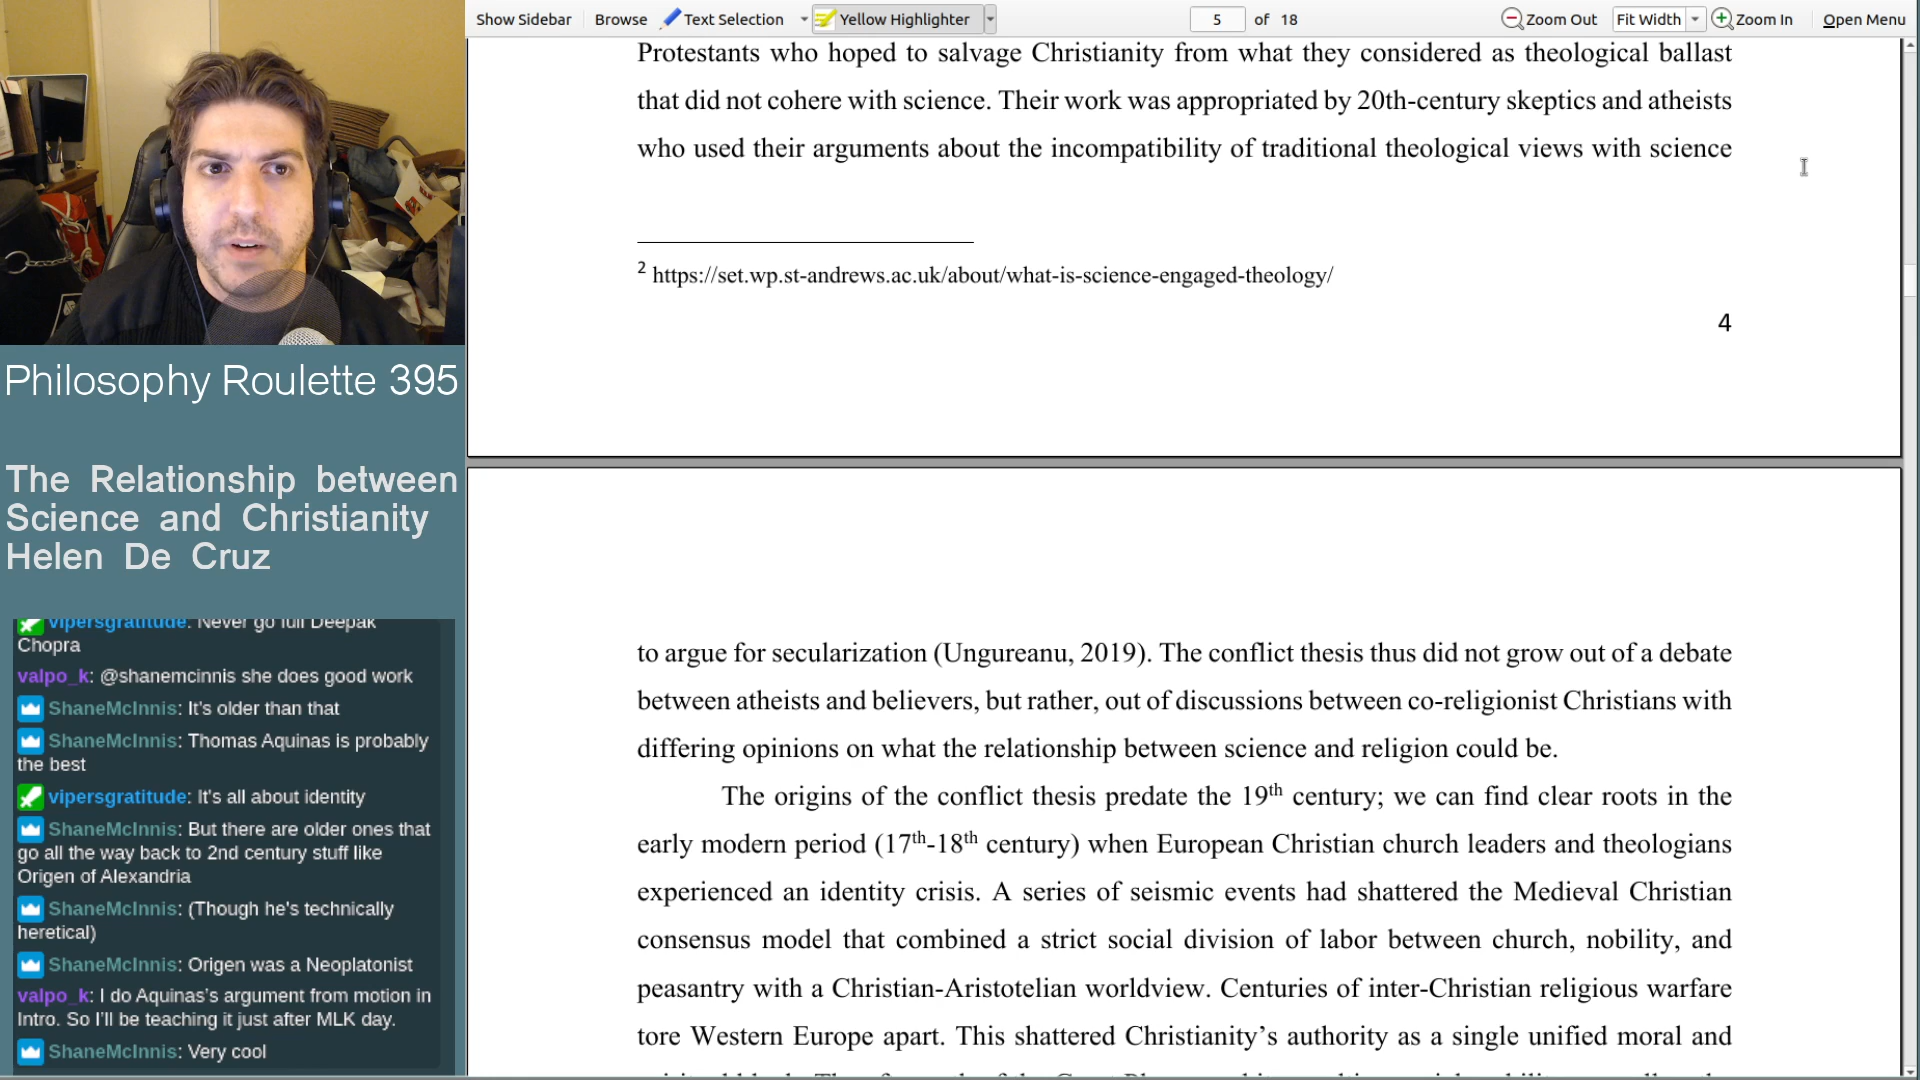 Show Sidebar Browse Text Selection Yellow Highlighter 5 of 18 Zoom Out Fit Width Zoom In Open Menu
Protestants who hoped to salvage Christianity from what they considered as theological ballast
that did not cohere with science. Their work was appropriated by 20th-century skeptics and atheists
who used their arguments about the incompatibility of traditional theological views with science
2 https://set.wp.st-andrews.ac.uk/about/what-is-science-engaged-theology/
4
to argue for secularization (Ungureanu, 2019). The conflict thesis thus did not grow out of a debate
between atheists and believers, but rather, out of discussions between co-religionist Christians with
differing opinions on what the relationship between science and religion could be.
The origins of the conflict thesis predate the 19th century; we can find clear roots in the
early modern period (17th-18th century) when European Christian church leaders and theologians
experienced an identity crisis. A series of seismic events had shattered the Medieval Christian
consensus model that combined a strict social division of labor between church, nobility, and
peasantry with a Christian-Aristotelian worldview. Centuries of inter-Christian religious warfare
tore Western Europe apart. This shattered Christianity's authority as a single unified moral and
Philosophy Roulette 395
The Relationship between
Science and Christianity
Helen De Cruz
vipersgratitude: Never go full Deepak
Chopra
valpo_k: @shanemcinnis she does good work
ShaneMcInnis: It's older than that
ShaneMcInnis: Thomas Aquinas is probably
the best
vipersgratitude: It's all about identity
ShaneMcInnis: But there are older ones that
go all the way back to 2nd century stuff like
Origen of Alexandria
ShaneMcInnis: (Though he's technically
heretical)
ShaneMcInnis: Origen was a Neoplatonist
valpo_k: I do Aquinas's argument from motion in
Intro. So I'll be teaching it just after MLK day.
ShaneMcInnis: Very cool